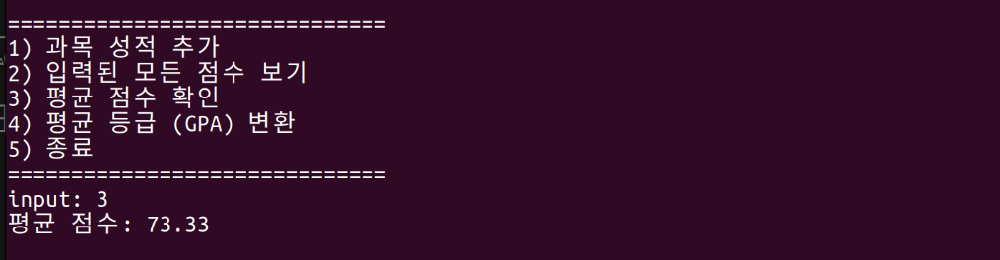 ==============================
1) 과목 성적 추가
2) 입력된 모든 점수 보기
3) 평균 점수 확인
4) 평균 등급 (GPA) 변환
5) 종료
==============================
input: 3
평균 점수: 73.33